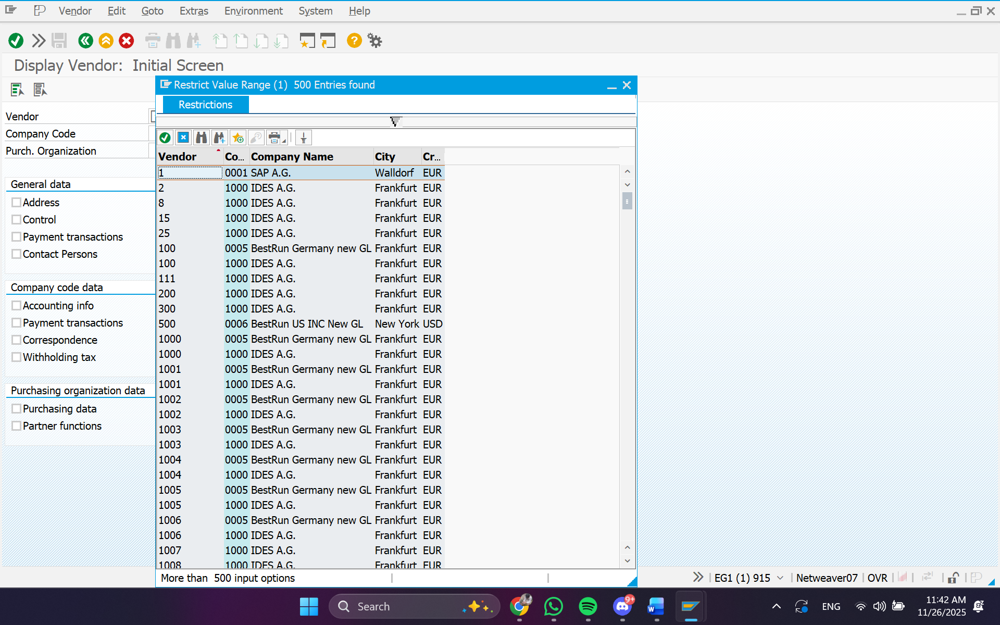 Vendor Edit Goto Extras Environment System Help
Display Vendor: Initial Screen
Restrict Value Range (1) 500 Entries found
Restrictions
Vendor
Company Code
Purch. Organization
General data
Address
Control
Payment transactions
Contact Persons
Company code data
Accounting info
Payment transactions
Correspondence
Withholding tax
Purchasing organization data
Purchasing data
Partner functions
Vendor Co... Company Name City Cr...
1 0001 SAP A.G. Walldorf EUR
2 1000 IDES A.G. Frankfurt EUR
8 1000 IDES A.G. Frankfurt EUR
15 1000 IDES A.G. Frankfurt EUR
25 1000 IDES A.G. Frankfurt EUR
100 0005 BestRun Germany new GL Frankfurt EUR
100 1000 IDES A.G. Frankfurt EUR
111 1000 IDES A.G. Frankfurt EUR
200 1000 IDES A.G. Frankfurt EUR
300 1000 IDES A.G. Frankfurt EUR
500 0006 BestRun US INC New GL New York USD
1000 0005 BestRun Germany new GL Frankfurt EUR
1000 1000 IDES A.G. Frankfurt EUR
1001 0005 BestRun Germany new GL Frankfurt EUR
1001 1000 IDES A.G. Frankfurt EUR
1002 0005 BestRun Germany new GL Frankfurt EUR
1002 1000 IDES A.G. Frankfurt EUR
1003 0005 BestRun Germany new GL Frankfurt EUR
1003 1000 IDES A.G. Frankfurt EUR
1004 0005 BestRun Germany new GL Frankfurt EUR
1004 1000 IDES A.G. Frankfurt EUR
1005 0005 BestRun Germany new GL Frankfurt EUR
1005 1000 IDES A.G. Frankfurt EUR
1006 0005 BestRun Germany new GL Frankfurt EUR
1006 1000 IDES A.G. Frankfurt EUR
1007 1000 IDES A.G. Frankfurt EUR
1008 1000 IDES A.G. Frankfurt EUR
More than 500 input options
EG1 (1) 915 Netweaver07 OVR
Search
9+
W
ENG
11:42 AM
11/26/2025